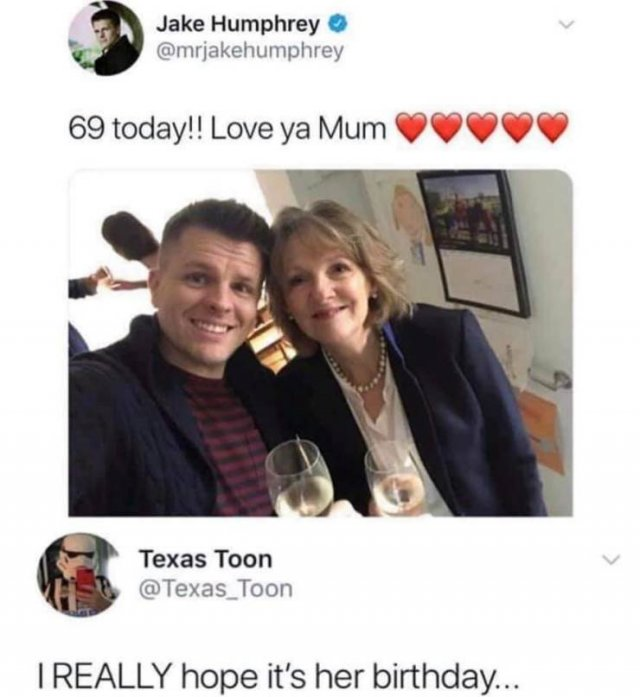 Jake Humphrey
@mrjakehumphrey
69 today!! Love ya Mum ❤️❤️❤️❤️❤️
Texas Toon
@Texas_Toon
I REALLY hope it's her birthday...